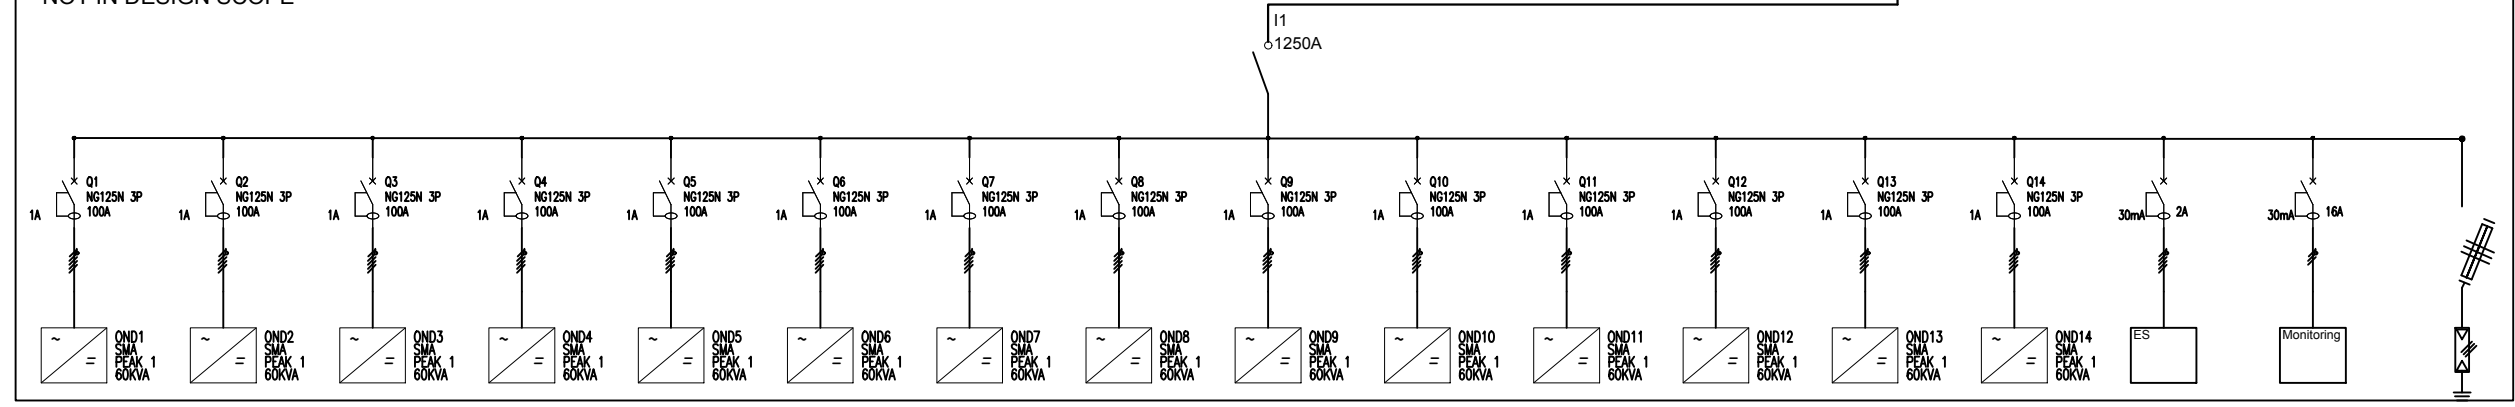 NOT IN DESIGN SCOPE
I1
1250A
Q1
NG125N 3P
100A
1A
Q2
NG125N 3P
100A
1A
Q3
NG125N 3P
100A
1A
Q4
NG125N 3P
100A
1A
Q5
NG125N 3P
100A
1A
Q6
NG125N 3P
100A
1A
Q7
NG125N 3P
100A
1A
Q8
NG125N 3P
100A
1A
Q9
NG125N 3P
100A
1A
Q10
NG125N 3P
100A
1A
Q11
NG125N 3P
100A
1A
Q12
NG125N 3P
100A
1A
Q13
NG125N 3P
100A
1A
Q14
NG125N 3P
100A
1A
30mA
2A
30mA
16A
~
=
OND1
SMA
PEAK 1
60KVA
~
=
OND2
SMA
PEAK 1
60KVA
~
=
OND3
SMA
PEAK 1
60KVA
~
=
OND4
SMA
PEAK 1
60KVA
~
=
OND5
SMA
PEAK 1
60KVA
~
=
OND6
SMA
PEAK 1
60KVA
~
=
OND7
SMA
PEAK 1
60KVA
~
=
OND8
SMA
PEAK 1
60KVA
~
=
OND9
SMA
PEAK 1
60KVA
~
=
OND10
SMA
PEAK 1
60KVA
~
=
OND11
SMA
PEAK 1
60KVA
~
=
OND12
SMA
PEAK 1
60KVA
~
=
OND13
SMA
PEAK 1
60KVA
~
=
OND14
SMA
PEAK 1
60KVA
ES
Monitoring